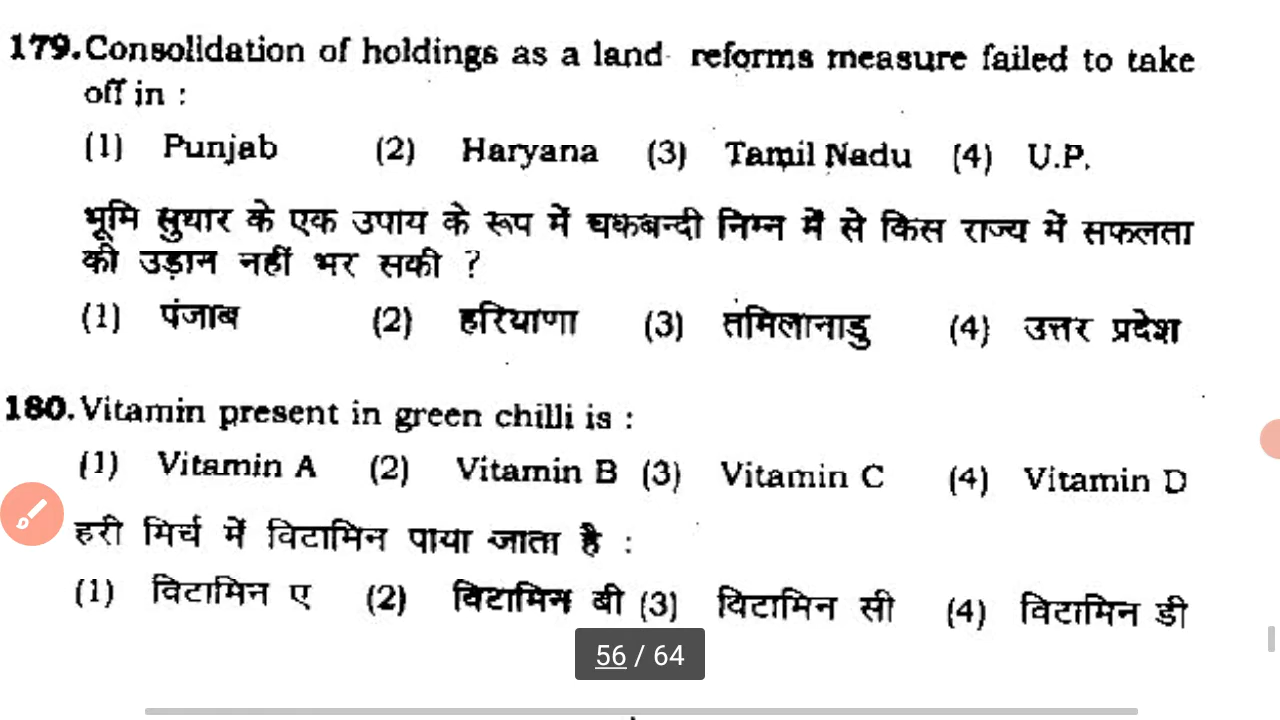 179. Consolidation of holdings as a land reforms measure failed to take
off in :
(1) Punjab (2) Haryana (3) Tamil Nadu (4) U.P.
भूमि सुधार के एक उपाय के रूप में चकबन्दी निम्न में से किस राज्य में सफलता
की उड़ान नहीं भर सकी ?
(1) पंजाब (2) हरियाणा (3) तमिलानाडु (4) उत्तर प्रदेश
180. Vitamin present in green chilli is :
(1) Vitamin A (2) Vitamin B (3) Vitamin C (4) Vitamin D
हरी मिर्च में विटामिन पाया जाता है :
(1) विटामिन ए (2) विटामिन बी (3) विटामिन सी (4) विटामिन डी
56 / 64